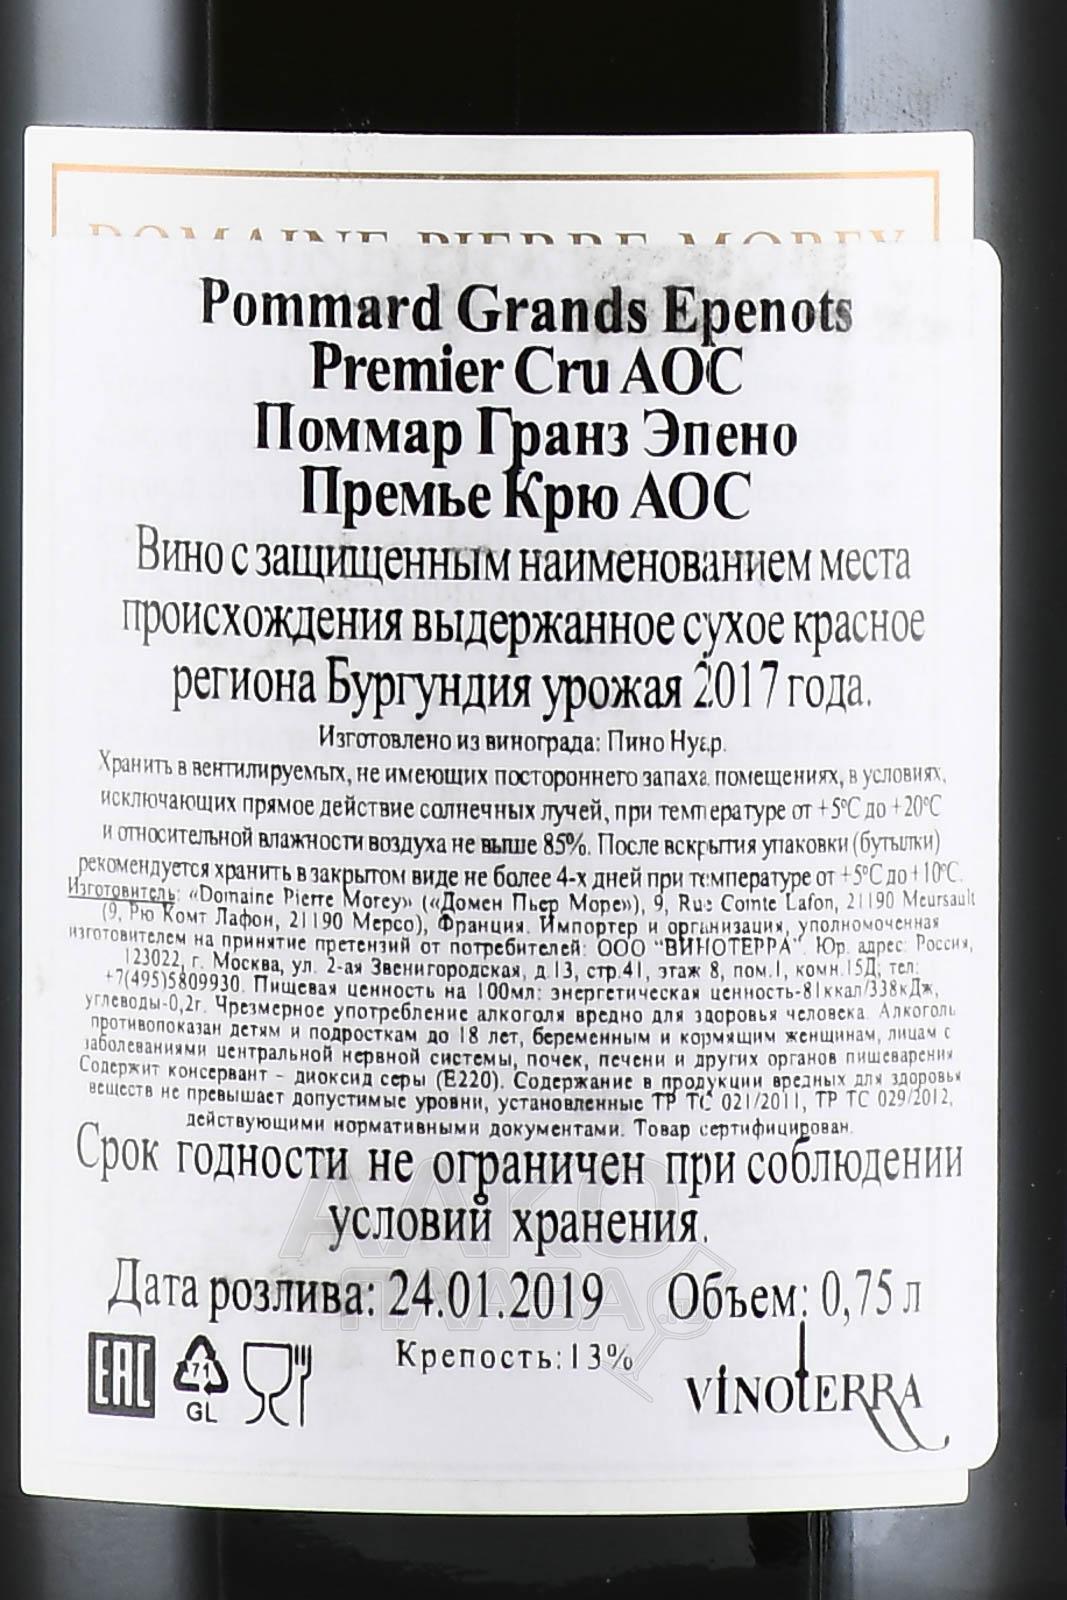 DOMAINE PIERRE MOREY
Pommard Grands Epenots
Premier Cru AOC
Поммар Гранз Эпено
Премье Крю АОС
Вино с защищенным наименованием места
происхождения выдержанное сухое красное
региона Бургундия урожая 2017 года.
Изготовлено из винограда: Пино Нуар.
Хранить в вентилируемых, не имеющих постороннего запаха помещениях, в условиях,
исключающих прямое действие солнечных лучей, при температуре от +5°С до +20°С
и относительной влажности воздуха не выше 85%. После вскрытия упаковки (бутылки)
рекомендуется хранить в закрытом виде не более 4-х дней при температуре от +5°С до +10°С.
Изготовитель: «Domaine Pierre Morey» («Домен Пьер Море»), 9, Rue Comte Lafon, 21190 Meursault
(9, Рю Комт Лафон, 21190 Мерсо), Франция. Импортер и организация, уполномоченная
изготовителем на принятие претензий от потребителей: ООО "ВИНОТЕРРА". Юр. адрес: Россия,
123022, г. Москва, ул. 2-ая Звенигородская, д.13, стр.41, этаж 8, пом.I, комн.15Д; тел:
+7(495)5809930. Пищевая ценность на 100мл: энергетическая ценность-81ккал/338кДж,
углеводы-0,2г. Чрезмерное употребление алкоголя вредно для здоровья человека. Алкоголь
противопоказан детям и подросткам до 18 лет, беременным и кормящим женщинам, лицам с
заболеваниями центральной нервной системы, почек, печени и других органов пищеварения
Содержит консервант - диоксид серы (Е220). Содержание в продукции вредных для здоровья
веществ не превышает допустимые уровни, установленные ТР ТС 021/2011, ТР ТС 029/2012,
действующими нормативными документами. Товар сертифицирован.
Срок годности не ограничен при соблюдении
условий хранения.
Дата розлива: 24.01.2019 Объем: 0,75 л
Крепость: 13%
EAC 71 GL VINOTERRA
АЛКО
ПЛАЗА